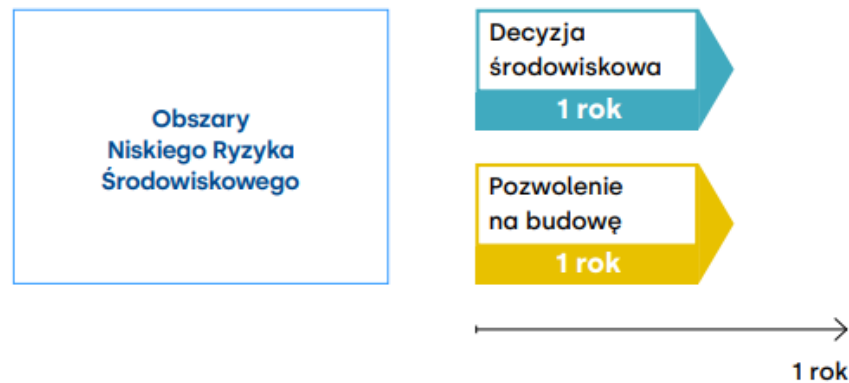 Obszary
Niskiego Ryzyka
Środowiskowego
Decyzja
środowiskowa
1 rok
Pozwolenie
na budowę
1 rok
1 rok